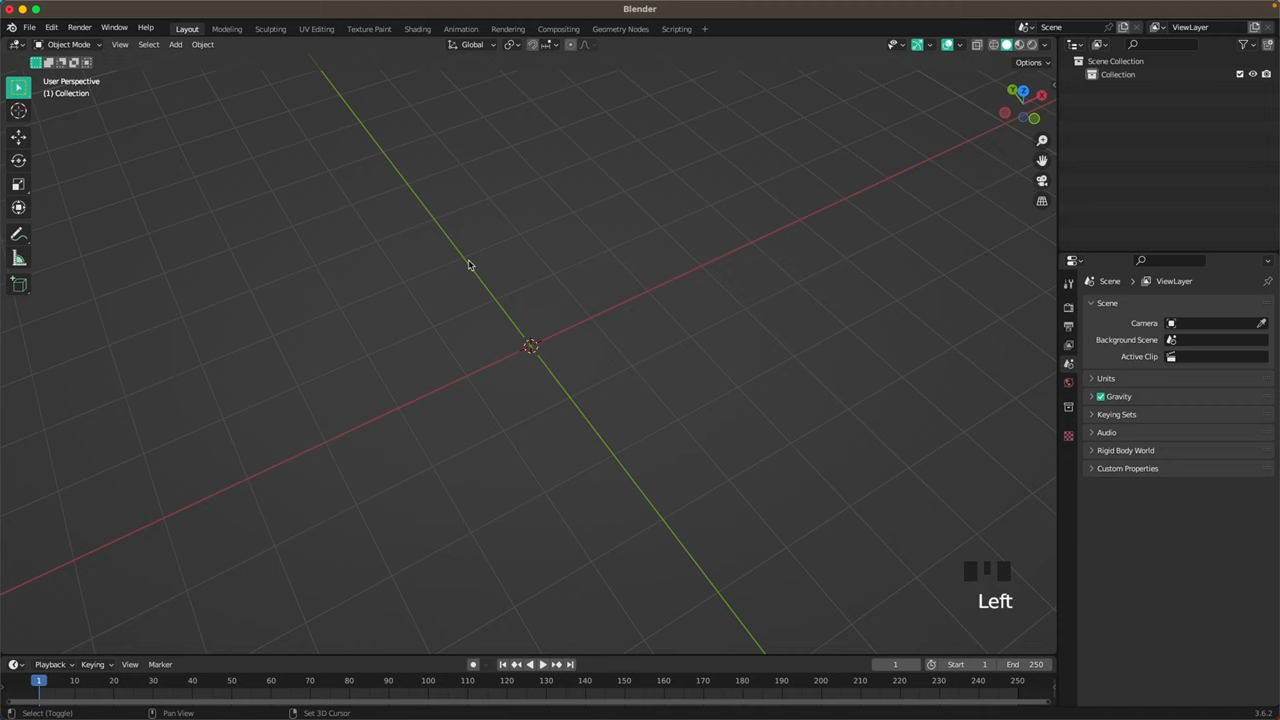 Blender
File Edit Render Window Help
Layout Modeling Sculpting UV Editing Texture Paint Shading Animation Rendering Compositing Geometry Nodes Scripting +
Scene
ViewLayer
Object Mode View Select Add Object
Global
Options
User Perspective
(1) Collection
Y Z X
Scene Collection
Collection
Scene > ViewLayer
Scene
Camera
Background Scene
Active Clip
Units
Gravity
Keying Sets
Audio
Rigid Body World
Custom Properties
Left
Playback Keying View Marker
1
Start 1
End 250
1 10 20 30 40 50 60 70 80 90 100 110 120 130 140 150 160 170 180 190 200 210 220 230 240 250
Select (Toggle)
Pan View
Set 3D Cursor
3.6.2